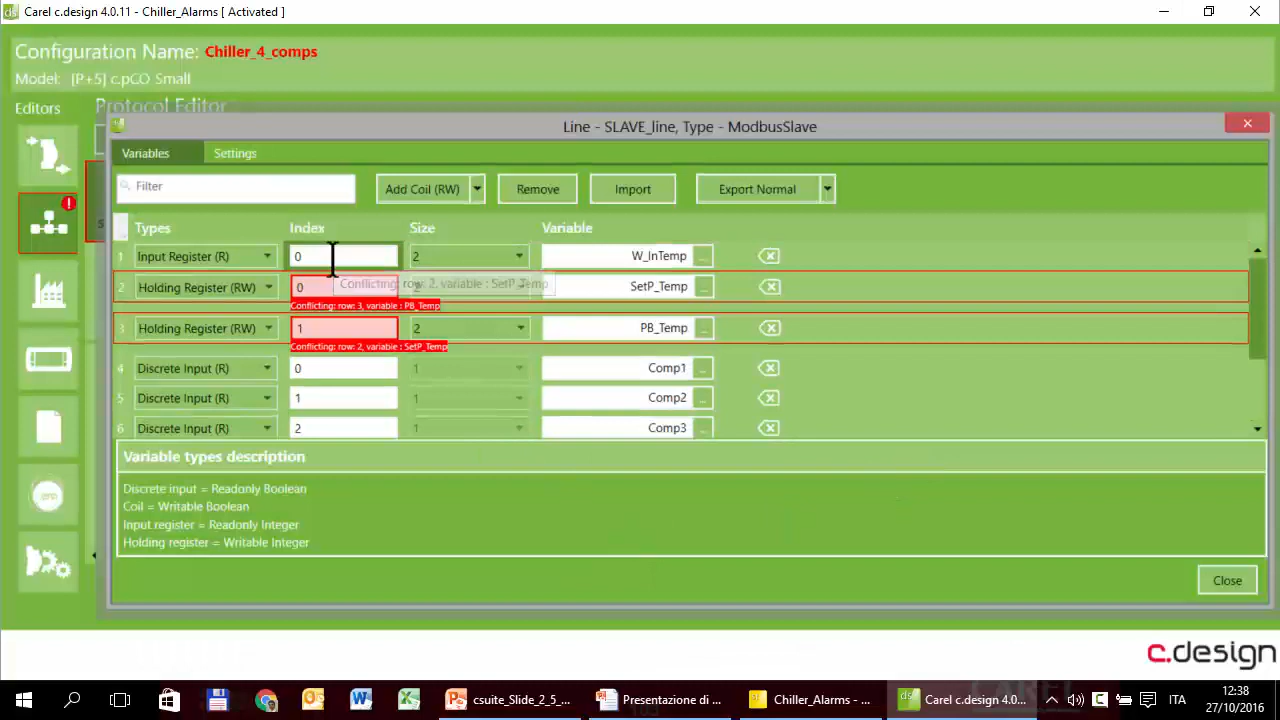 Carel c.design 4.0.11 - Chiller_Alarms [ Activated ]
Configuration Name: Chiller_4_comps
Model: [P+5] c.pCO Small
Editors
Protocol Editor
Line - SLAVE_line, Type - ModbusSlave
Variables Settings
Filter Add Coil (RW) Remove Import Export Normal
Types Index Size Variable
1 Input Register (R) 0 2 W_InTemp ...
2 Holding Register (RW) 0 2 SetP_Temp ...
Conflicting: row: 2, variable : SetP_Temp
Conflicting: row: 3, variable : PB_Temp
3 Holding Register (RW) 1 2 PB_Temp ...
Conflicting: row: 2, variable : SetP_Temp
4 Discrete Input (R) 0 1 Comp1 ...
5 Discrete Input (R) 1 1 Comp2 ...
6 Discrete Input (R) 2 1 Comp3 ...
Variable types description
Discrete input = Readonly Boolean
Coil = Writable Boolean
Input register = Readonly Integer
Holding register = Writable Integer
Close
c.design
csuite_Slide_2_5_... Presentazione di ... Chiller_Alarms - ... Carel c.design 4.0... ITA 12:38
27/10/2016